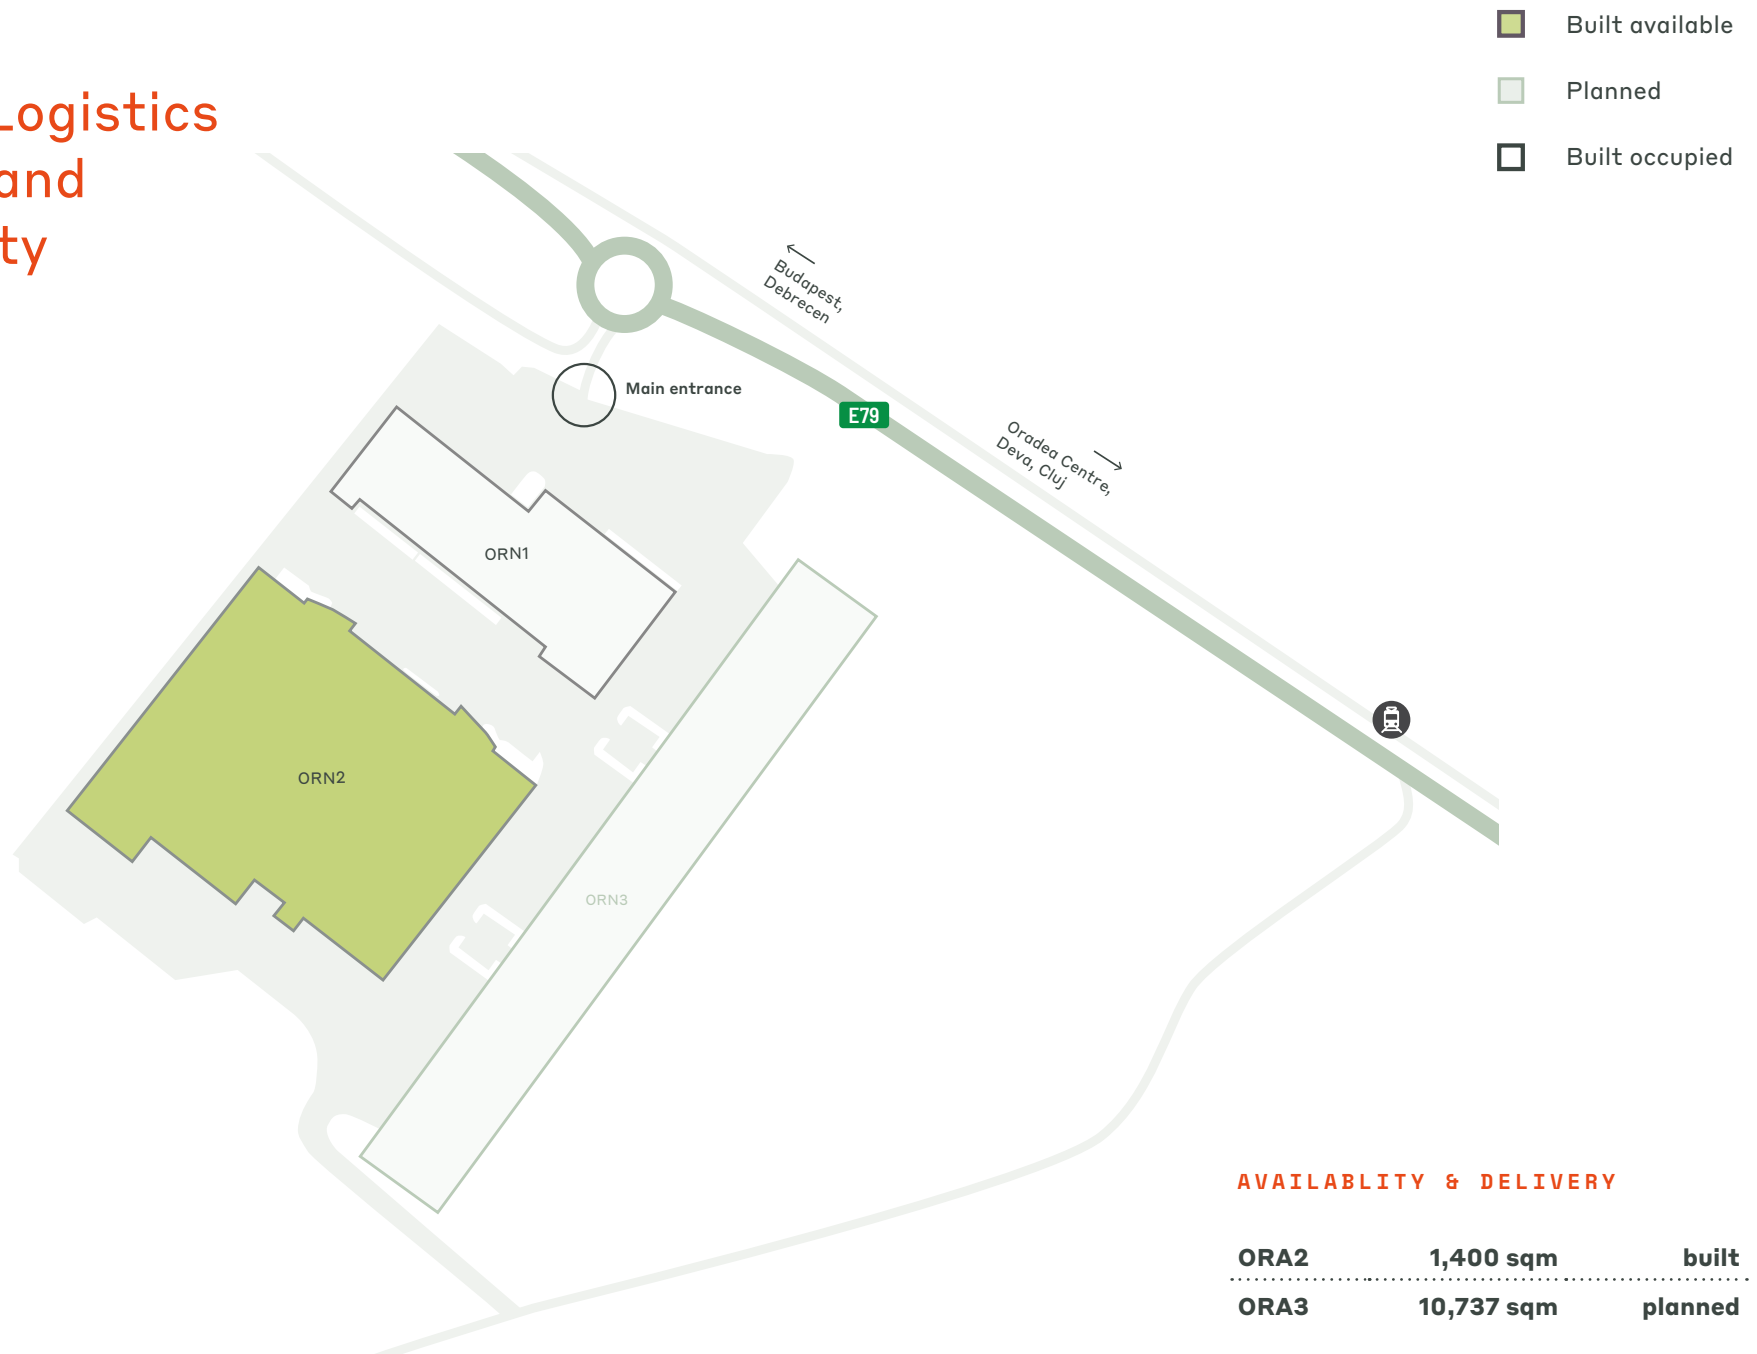 Logistics
and
ty
Built available
Planned
Built occupied
Budapest,
Debrecen
Main entrance
E79
Oradea Centre,
Deva, Cluj
ORN1
ORN2
ORN3
AVAILABLITY & DELIVERY
ORA2 1,400 sqm built
ORA3 10,737 sqm planned